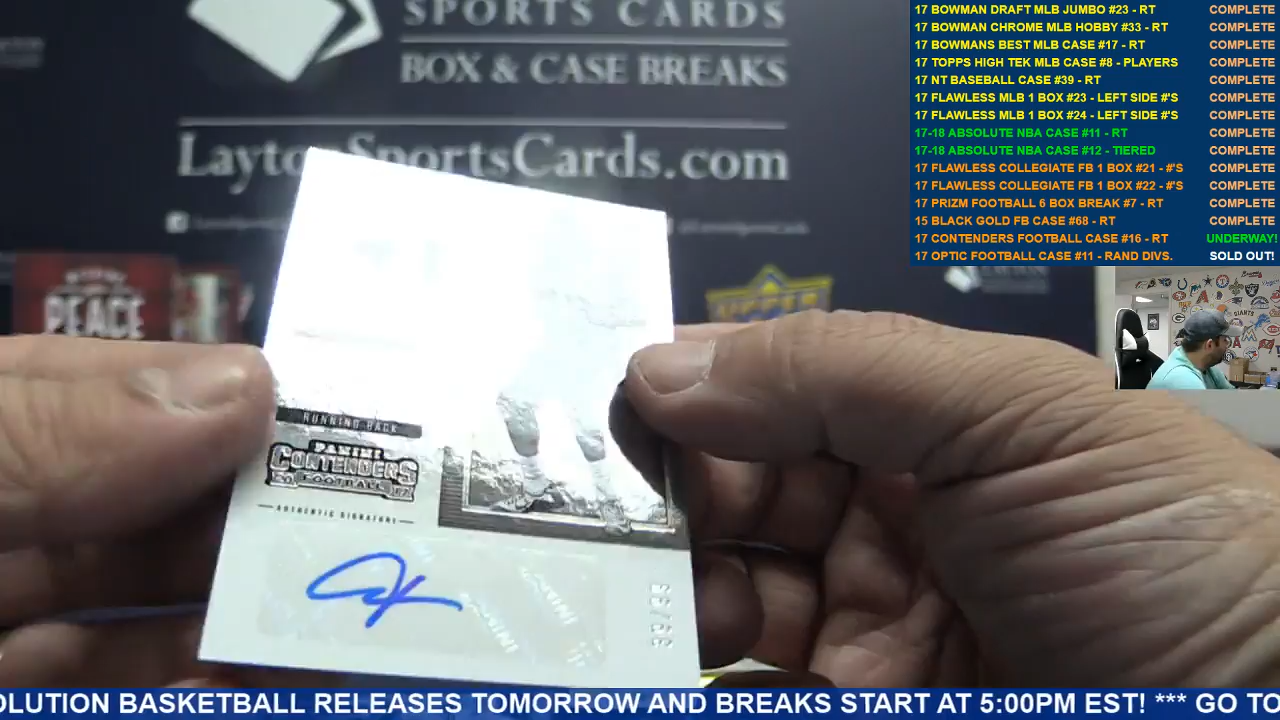 SPORTS CARDS
BOX & CASE BREAKS
LaytonSportsCards.com
PEACE
RUNNING BACK
PANINI
CONTENDERS
FOOTBALL
AUTHENTIC SIGNATURE
PANINI
17 BOWMAN DRAFT MLB JUMBO #23 - RT COMPLETE
17 BOWMAN CHROME MLB HOBBY #33 - RT COMPLETE
17 BOWMANS BEST MLB CASE #17 - RT COMPLETE
17 TOPPS HIGH TEK MLB CASE #8 - PLAYERS COMPLETE
17 NT BASEBALL CASE #39 - RT COMPLETE
17 FLAWLESS MLB 1 BOX #23 - LEFT SIDE #'S COMPLETE
17 FLAWLESS MLB 1 BOX #24 - LEFT SIDE #'S COMPLETE
17-18 ABSOLUTE NBA CASE #11 - RT COMPLETE
17-18 ABSOLUTE NBA CASE #12 - TIERED COMPLETE
17 FLAWLESS COLLEGIATE FB 1 BOX #21 - #'S COMPLETE
17 FLAWLESS COLLEGIATE FB 1 BOX #22 - #'S COMPLETE
17 PRIZM FOOTBALL 6 BOX BREAK #7 - RT COMPLETE
15 BLACK GOLD FB CASE #68 - RT COMPLETE
17 CONTENDERS FOOTBALL CASE #16 - RT UNDERWAY!
17 OPTIC FOOTBALL CASE #11 - RAND DIVS. SOLD OUT!
OLUTION BASKETBALL RELEASES TOMORROW AND BREAKS START AT 5:00PM EST! *** GO TO